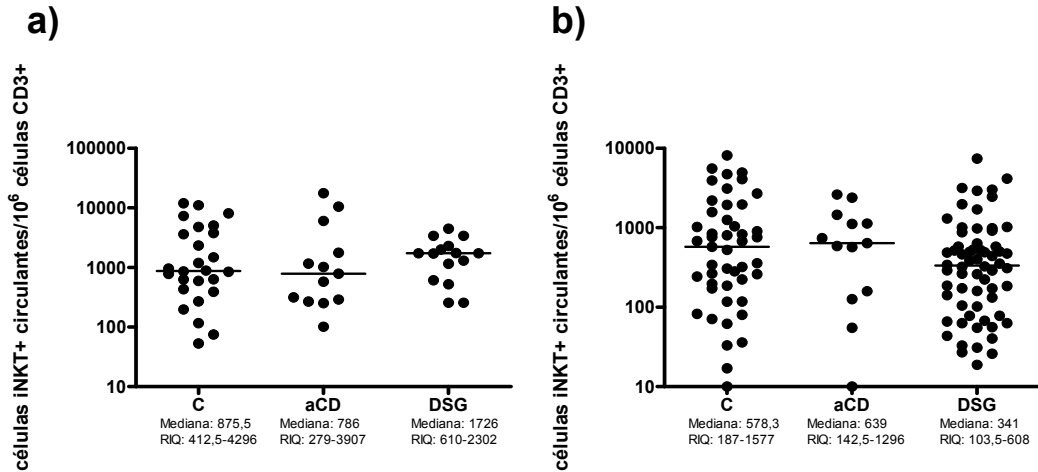 a)
células iNKT+ circulantes/10⁶ células CD3+
100000
10000
1000
100
10
C
aCD
DSG
Mediana: 875,5
RIQ: 412,5-4296
Mediana: 786
RIQ: 279-3907
Mediana: 1726
RIQ: 610-2302
b)
células iNKT+ circulantes/10⁶ células CD3+
10000
1000
100
10
C
aCD
DSG
Mediana: 578,3
RIQ: 187-1577
Mediana: 639
RIQ: 142,5-1296
Mediana: 341
RIQ: 103,5-608